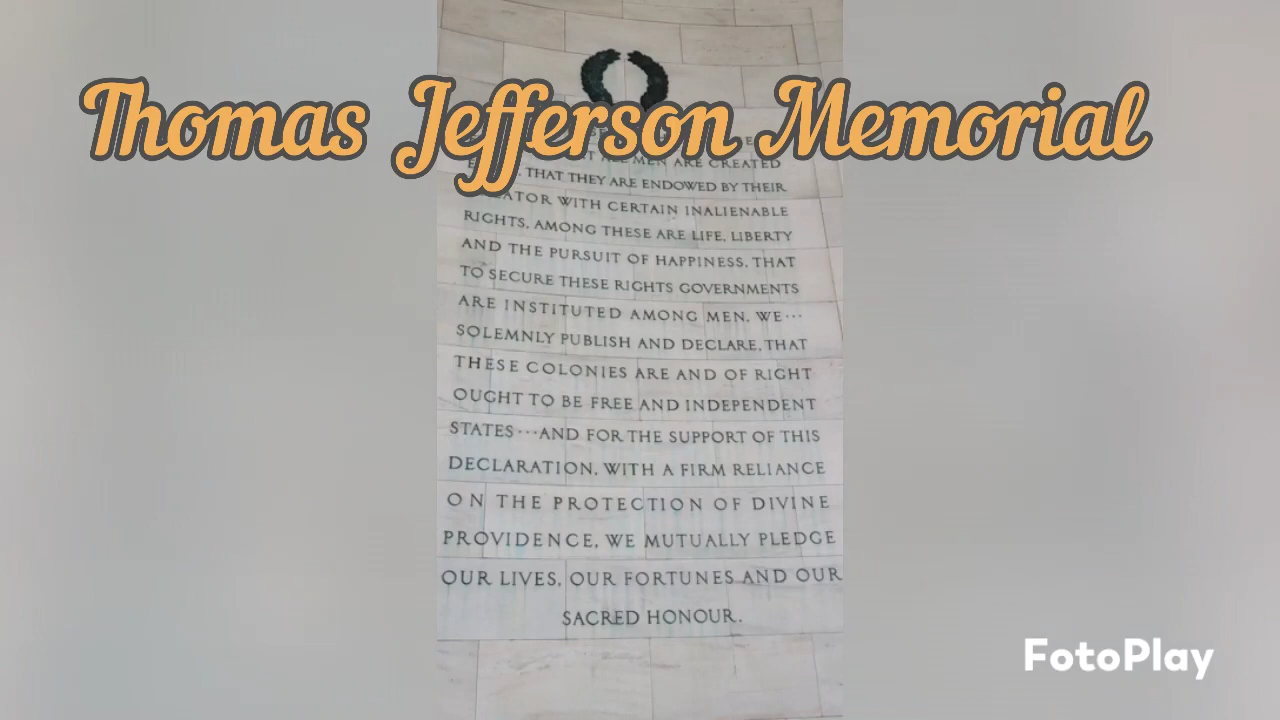 Thomas Jefferson Memorial
ALL MEN ARE CREATED
THAT THEY ARE ENDOWED BY THEIR
WITH CERTAIN INALIENABLE
RIGHTS, AMONG THESE ARE LIFE, LIBERTY
AND THE PURSUIT OF HAPPINESS, THAT
TO SECURE THESE RIGHTS GOVERNMENTS
ARE INSTITUTED AMONG MEN. WE···
SOLEMNLY PUBLISH AND DECLARE, THAT
THESE COLONIES ARE AND OF RIGHT
OUGHT TO BE FREE AND INDEPENDENT
STATES···AND FOR THE SUPPORT OF THIS
DECLARATION, WITH A FIRM RELIANCE
ON THE PROTECTION OF DIVINE
PROVIDENCE, WE MUTUALLY PLEDGE
OUR LIVES, OUR FORTUNES AND OUR
SACRED HONOUR.
FotoPlay